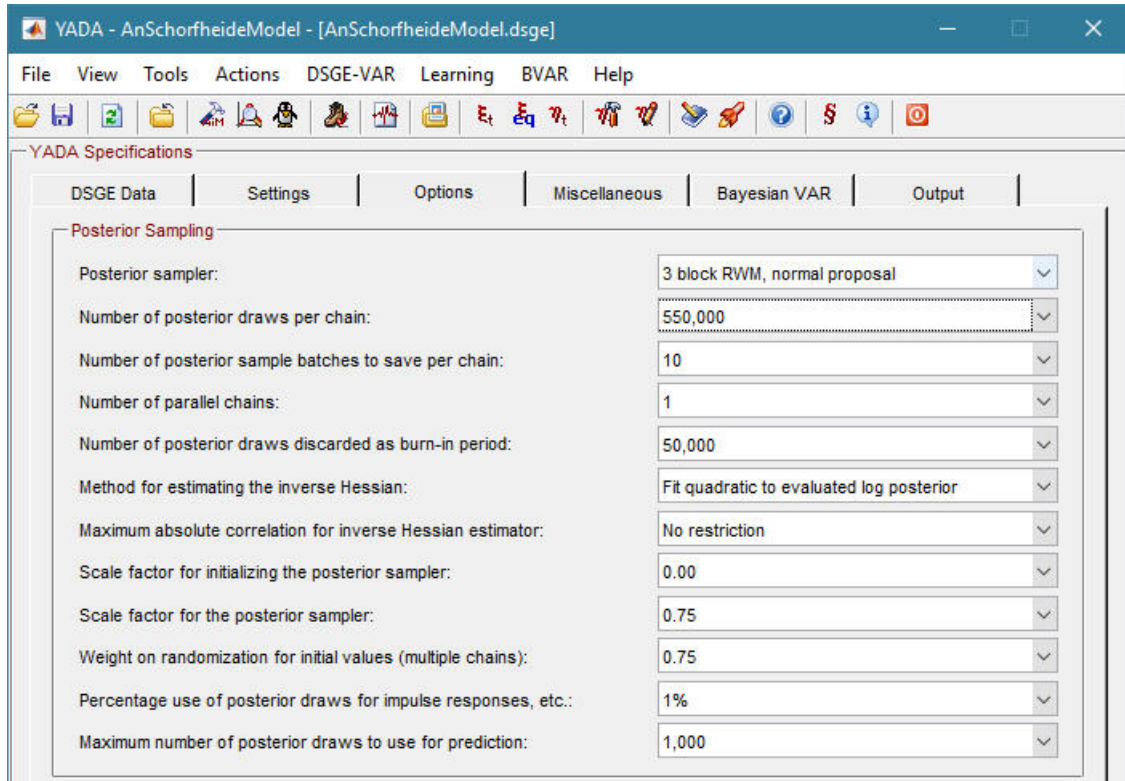 YADA - AnSchorfheideModel - [AnSchorfheideModel.dsge]
File View Tools Actions DSGE-VAR Learning BVAR Help
AiM ξt ξq ηt §
YADA Specifications
DSGE Data Settings Options Miscellaneous Bayesian VAR Output
Posterior Sampling
Posterior sampler: 3 block RWM, normal proposal
Number of posterior draws per chain: 550,000
Number of posterior sample batches to save per chain: 10
Number of parallel chains: 1
Number of posterior draws discarded as burn-in period: 50,000
Method for estimating the inverse Hessian: Fit quadratic to evaluated log posterior
Maximum absolute correlation for inverse Hessian estimator: No restriction
Scale factor for initializing the posterior sampler: 0.00
Scale factor for the posterior sampler: 0.75
Weight on randomization for initial values (multiple chains): 0.75
Percentage use of posterior draws for impulse responses, etc.: 1%
Maximum number of posterior draws to use for prediction: 1,000